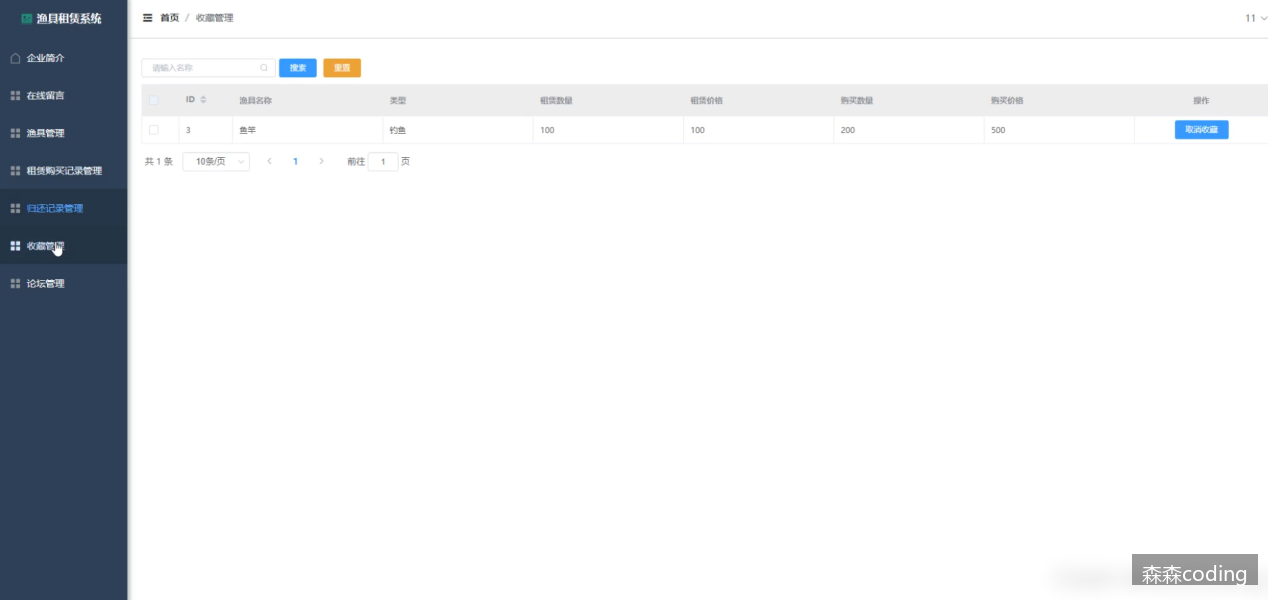 渔具租赁系统
首页 / 收藏管理
11
企业简介
在线留言
渔具管理
租赁购买记录管理
归还记录管理
收藏管理
论坛管理
请输入名称
搜索
重置
ID 渔具名称 类型 租赁数量 租赁价格 购买数量 购买价格 操作
3 鱼竿 钓鱼 100 100 200 500 取消收藏
共 1 条 10条/页 1 前往 1 页
森森coding